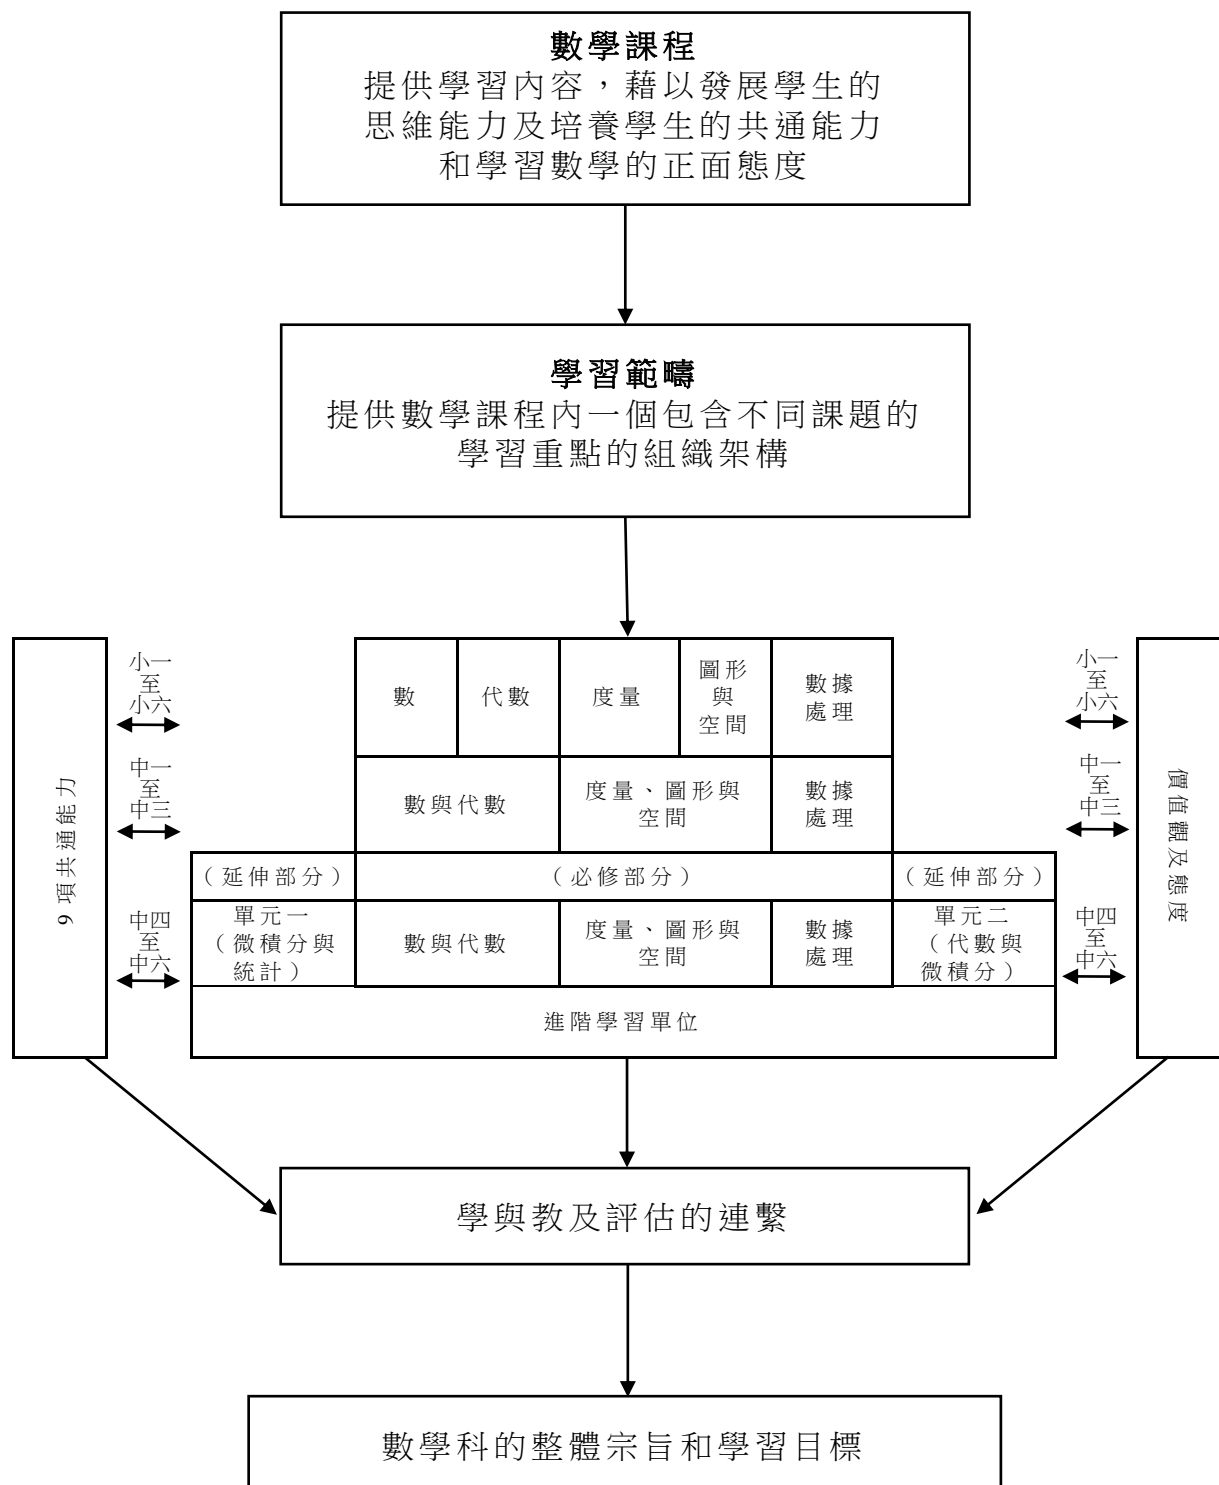 數學課程
提供學習內容，藉以發展學生的
思維能力及培養學生的共通能力
和學習數學的正面態度
學習範疇
提供數學課程內一個包含不同課題的
學習重點的組織架構
9 項共通能力
小一
至
小六
中一
至
中三
中四
至
中六
數
代數
度量
圖形
與
空間
數據
處理
數與代數
度量、圖形與
空間
數據
處理
（延伸部分）
（必修部分）
（延伸部分）
單元一
（微積分與
統計）
數與代數
度量、圖形與
空間
數據
處理
單元二
（代數與
微積分）
進階學習單位
小一
至
小六
中一
至
中三
中四
至
中六
價值觀及態度
學與教及評估的連繫
數學科的整體宗旨和學習目標